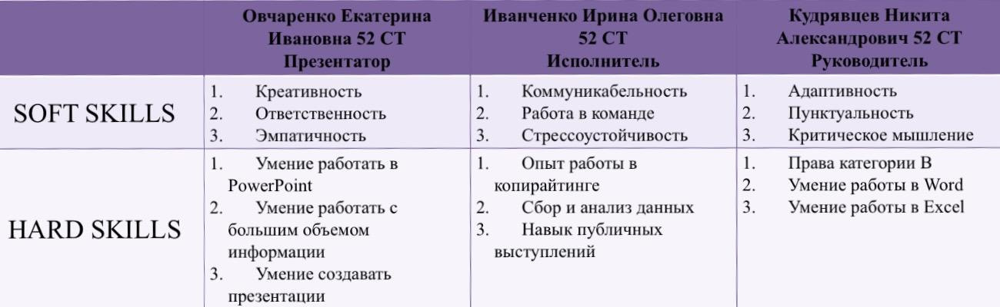 Овчаренко Екатерина
Ивановна 52 СТ
Презентатор
Иванченко Ирина Олеговна
52 СТ
Исполнитель
Кудрявцев Никита
Александрович 52 СТ
Руководитель
SOFT SKILLS
1. Креативность
2. Ответственность
3. Эмпатичность
1. Коммуникабельность
2. Работа в команде
3. Стрессоустойчивость
1. Адаптивность
2. Пунктуальность
3. Критическое мышление
HARD SKILLS
1. Умение работать в
PowerPoint
2. Умение работать с
большим объемом
информации
3. Умение создавать
презентации
1. Опыт работы в
копирайтинге
2. Сбор и анализ данных
3. Навык публичных
выступлений
1. Права категории В
2. Умение работы в Word
3. Умение работы в Excel